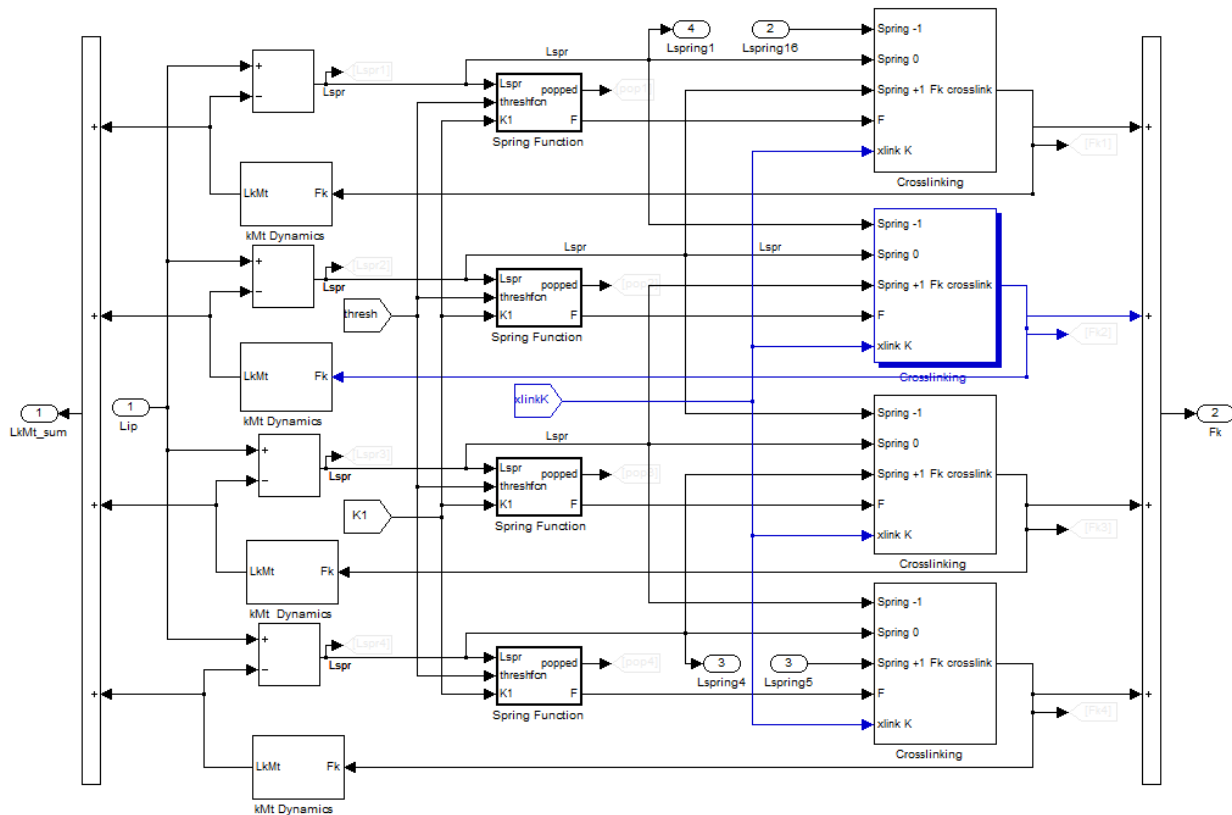 4
Lspring1
2
Lspring16
Spring -1
Spring 0
Spring +1 Fk crosslink
F
xlink K
Crosslinking
+
−
[Lspr1]
Lspr
Lspr
Lspr
threshfcn
K1
popped
F
Spring Function
[pop1]
+
+
[Fk1]
LkMt
Fk
kMt Dynamics
+
−
[Lspr2]
Lspr
Lspr
Lspr
Lspr
threshfcn
K1
popped
F
Spring Function
Spring -1
Spring 0
Spring +1 Fk crosslink
F
xlink K
Crosslinking
+
+
[Fk2]
thresh
LkMt
Fk
kMt Dynamics
xlinkK
1
LkMt_sum
1
Lip
2
Fk
+
−
[Lspr3]
Lspr
Lspr
Lspr
threshfcn
K1
popped
F
Spring Function
Spring -1
Spring 0
Spring +1 Fk crosslink
F
xlink K
Crosslinking
+
+
[Fk3]
K1
LkMt
Fk
kMt Dynamics
+
−
[Lspr4]
Lspr
Lspr
threshfcn
K1
popped
F
Spring Function
[pop4]
3
Lspring4
3
Lspring5
Spring -1
Spring 0
Spring +1 Fk crosslink
F
xlink K
Crosslinking
+
+
[Fk4]
LkMt
Fk
kMt Dynamics